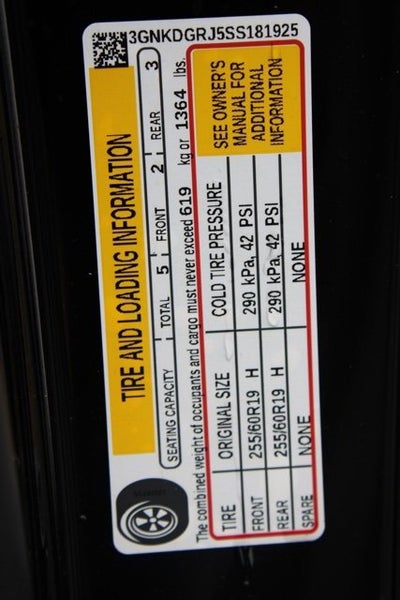 3GNKDGRJ5SS181925
TIRE AND LOADING INFORMATION
SEATING CAPACITY TOTAL 5 FRONT 2 REAR 3
The combined weight of occupants and cargo must never exceed 619 kg or 1364 lbs.
TIRE ORIGINAL SIZE COLD TIRE PRESSURE
FRONT 255/60R19 H 290 kPa, 42 PSI
REAR 255/60R19 H 290 kPa, 42 PSI
SPARE NONE NONE
SEE OWNER'S
MANUAL FOR
ADDITIONAL
INFORMATION